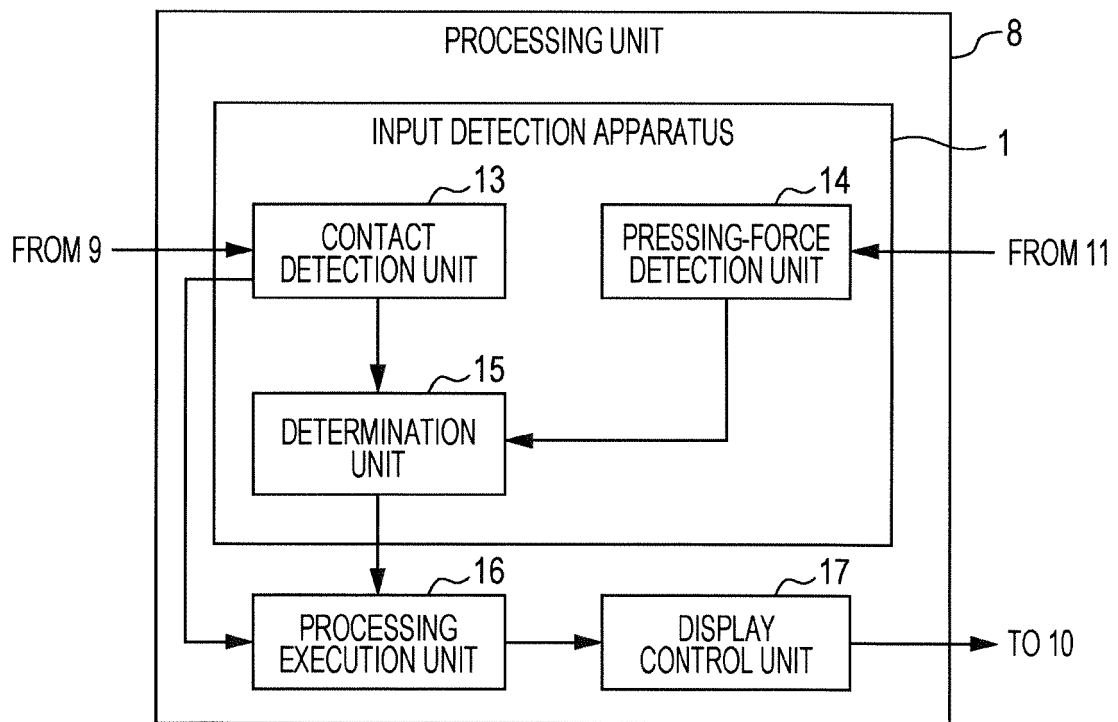 PROCESSING UNIT
8
INPUT DETECTION APPARATUS
1
13
14
FROM 9
CONTACT
DETECTION UNIT
PRESSING-FORCE
DETECTION UNIT
FROM 11
15
DETERMINATION
UNIT
16
17
PROCESSING
EXECUTION UNIT
DISPLAY
CONTROL UNIT
TO 10